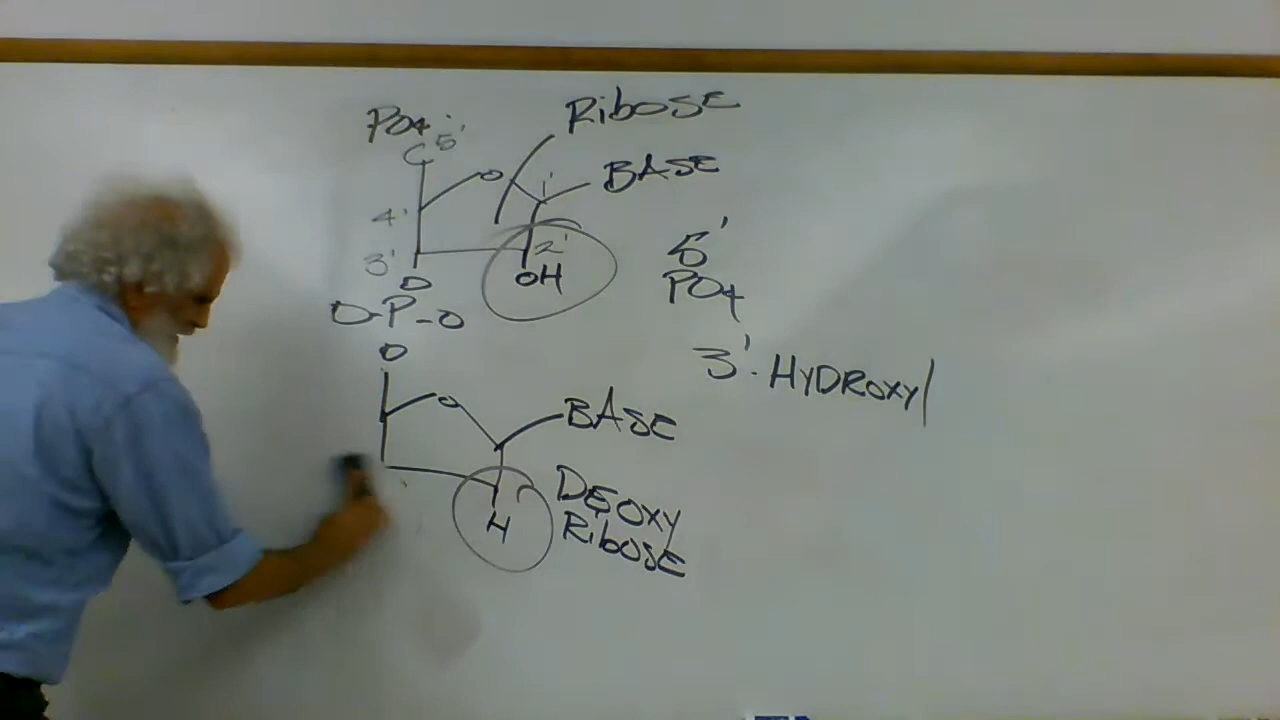 Ribose
PO4
C 5'
O
1'
BASE
4'
3'
2'
OH
5'
PO4
O
O-P-O
O
3'. HYDROXYl
O
BASE
DEOXY
RibOSE
H